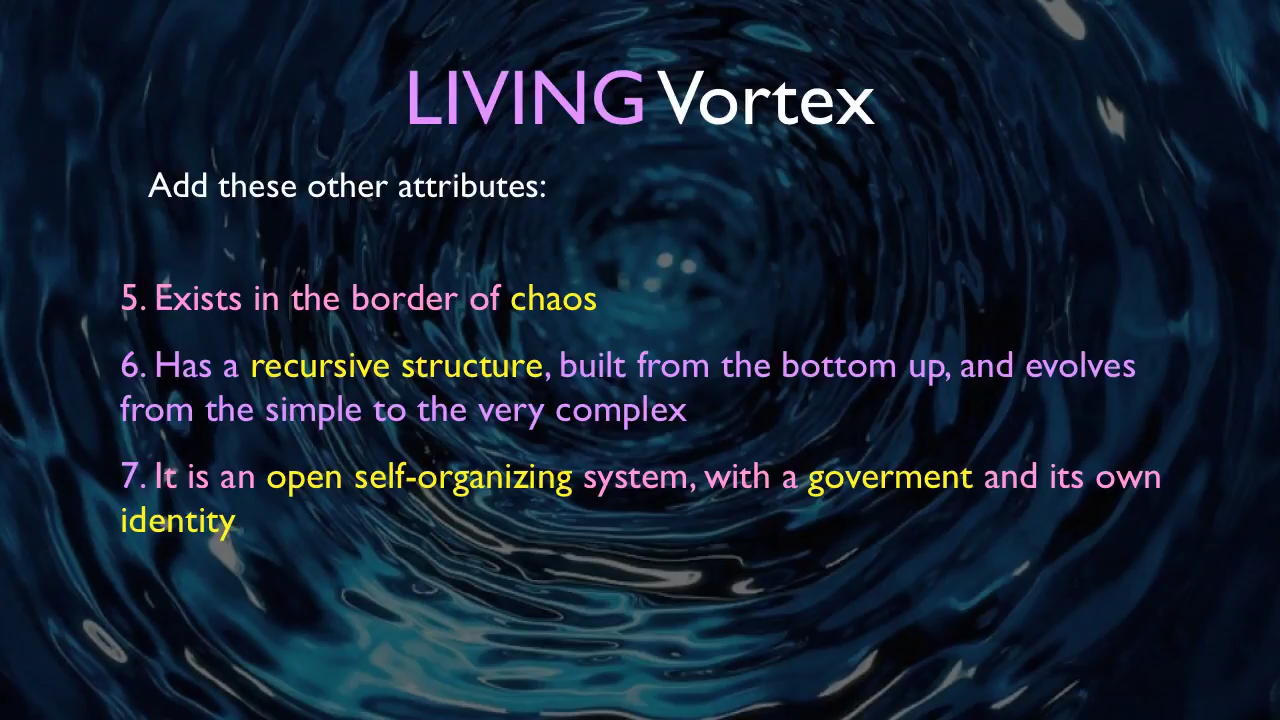 LIVING Vortex
Add these other attributes:
5. Exists in the border of chaos
6. Has a recursive structure, built from the bottom up, and evolves
from the simple to the very complex
7. It is an open self-organizing system, with a goverment and its own
identity